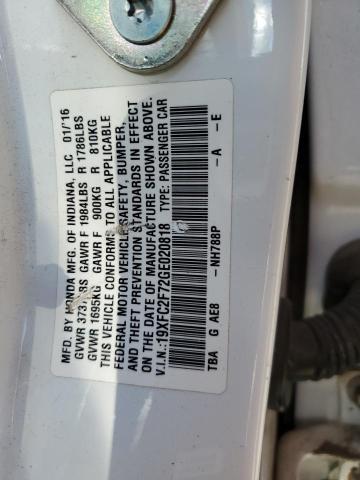 MFD. BY HONDA MFG. OF INDIANA, LLC 01/'16
GVWR 3737LBS GAWR F 1984LBS R 1786LBS
GVWR 1695KG GAWR F 900KG R 810KG
THIS VEHICLE CONFORMS TO ALL APPLICABLE
FEDERAL MOTOR VEHICLE SAFETY, BUMPER,
AND THEFT PREVENTION STANDARDS IN EFFECT
ON THE DATE OF MANUFACTURE SHOWN ABOVE.
V.I.N.:19XFC2F72GE020818 TYPE: PASSENGER CAR
TBA G AE8 -NH788P -A -E